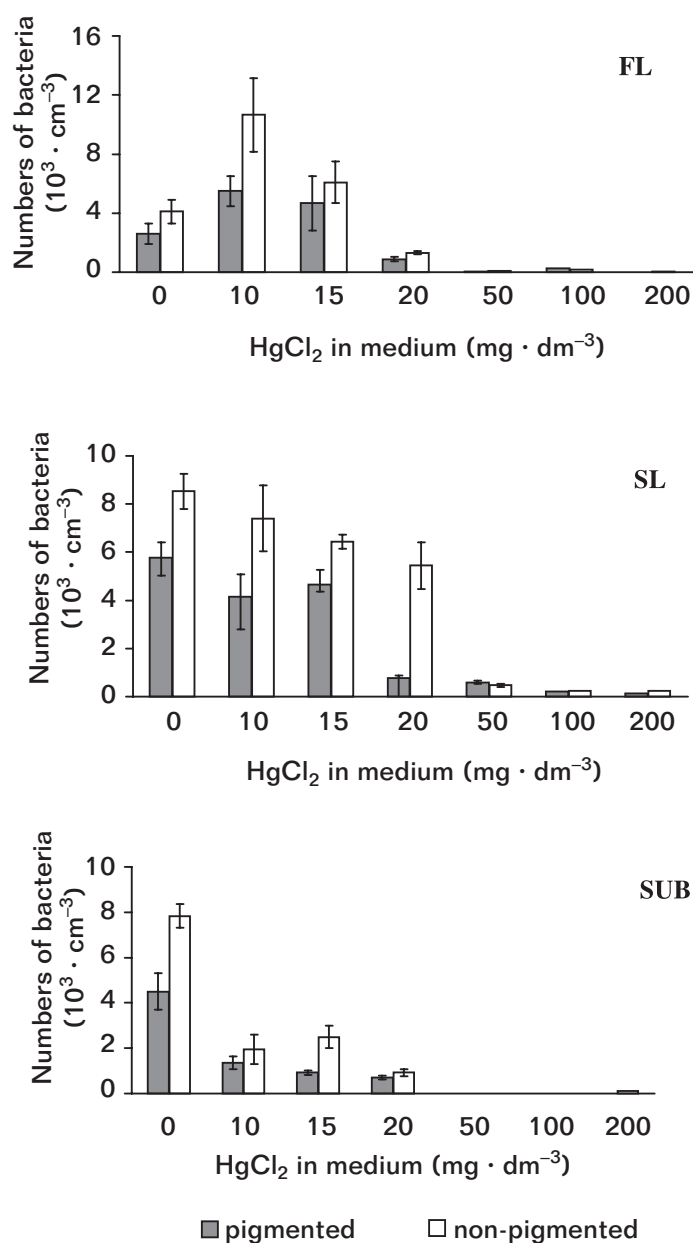 Numbers of bacteria
(10³ · cm⁻³)
16
12
8
4
0
FL
0 10 15 20 50 100 200
HgCl₂ in medium (mg · dm⁻³)
Numbers of bacteria
(10³ · cm⁻³)
10
8
6
4
2
0
SL
0 10 15 20 50 100 200
HgCl₂ in medium (mg · dm⁻³)
Numbers of bacteria
(10³ · cm⁻³)
10
8
6
4
2
0
SUB
0 10 15 20 50 100 200
HgCl₂ in medium (mg · dm⁻³)
pigmented non-pigmented